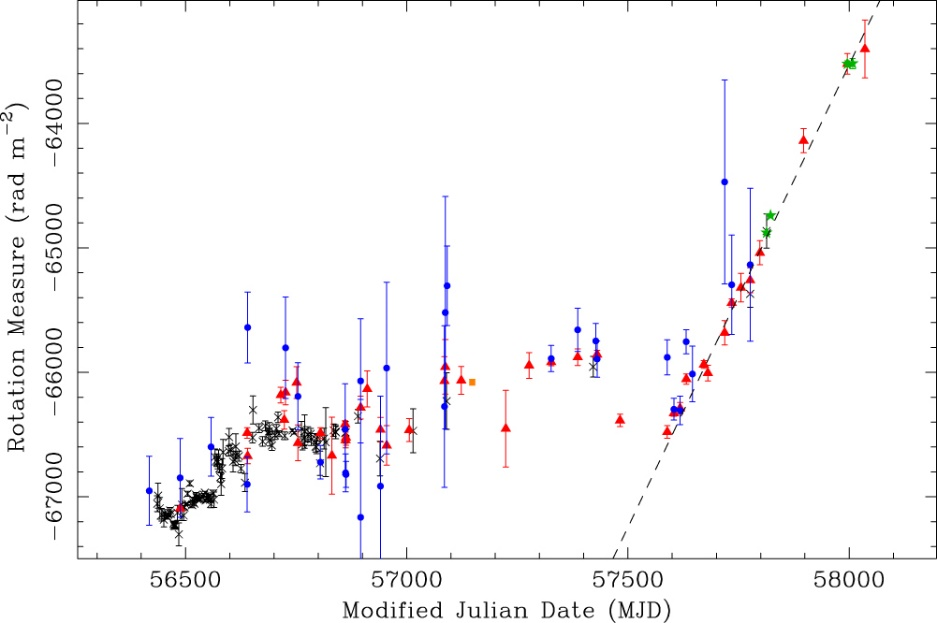 Rotation Measure (rad m⁻²)
−64000
−65000
−66000
−67000
56500 57000 57500 58000
Modified Julian Date (MJD)